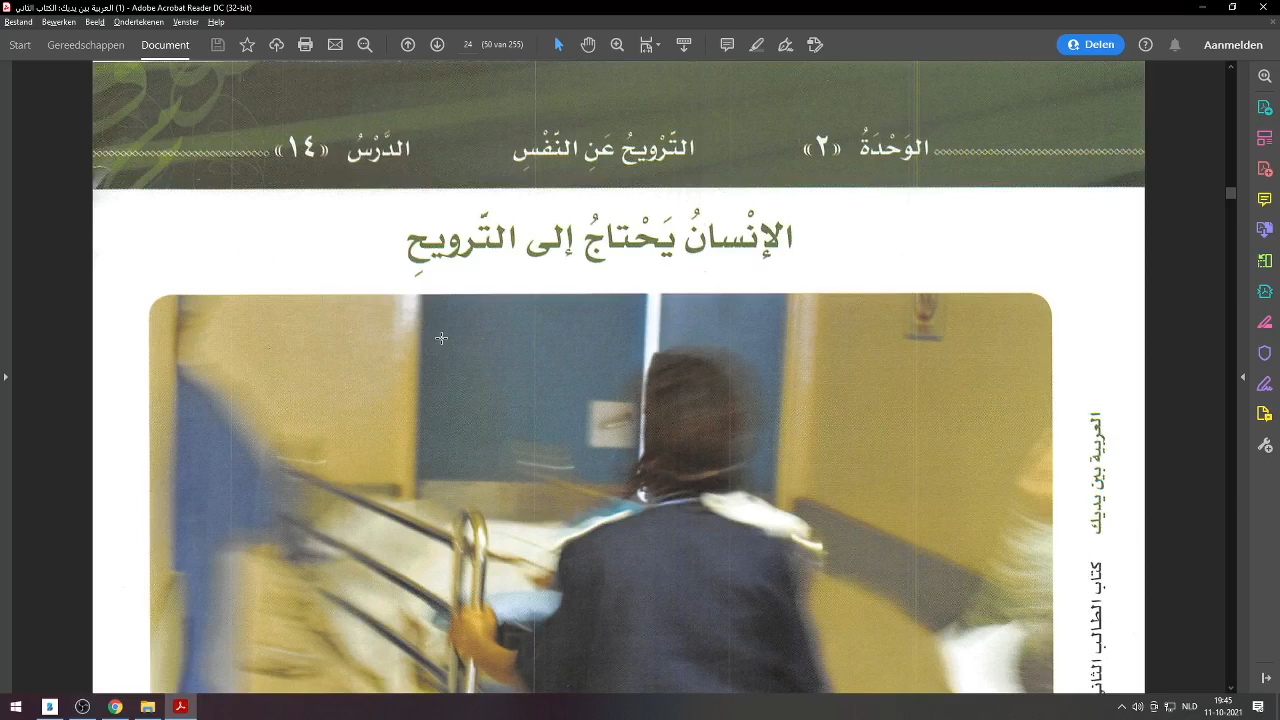 العربية بين يديك: الكتاب الثاني (1) - Adobe Acrobat Reader DC (32-bit)
Bestand Bewerken Beeld Ondertekenen Venster Help
Start Gereedschappen Document 24 (50 van 255) Delen Aanmelden
الوَحْدَةُ «٢» التَّرْوِيحُ عَنِ النَّفْسِ الدَّرْسُ «١٤»
الإنْسانُ يَحْتاجُ إلى التَّرويحِ
العربية بين يديك كتاب الطالب الثاني
NLD
19:45
11-10-2021